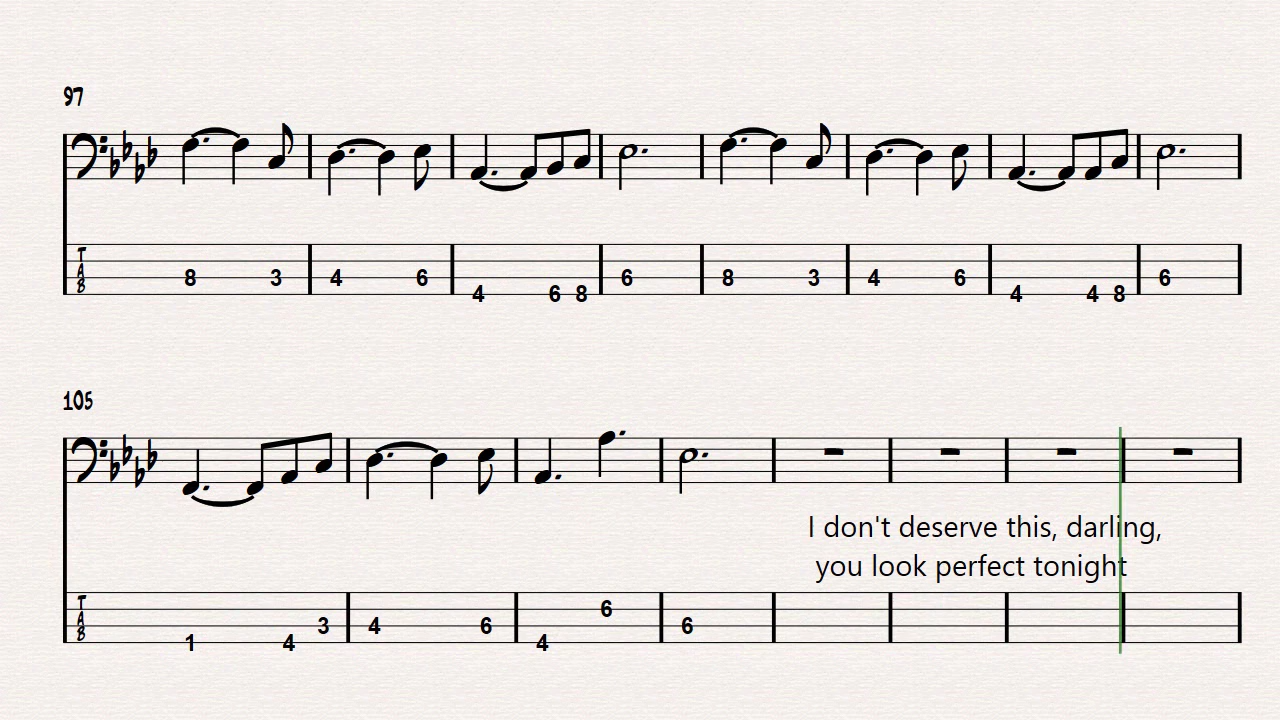 97
T
A
B
8 3 4 6 4 6 8 6 8 3 4 6 4 4 8 6
105
I don't deserve this, darling,
you look perfect tonight
T
A
B
6
3 4 6 6
1 4 4